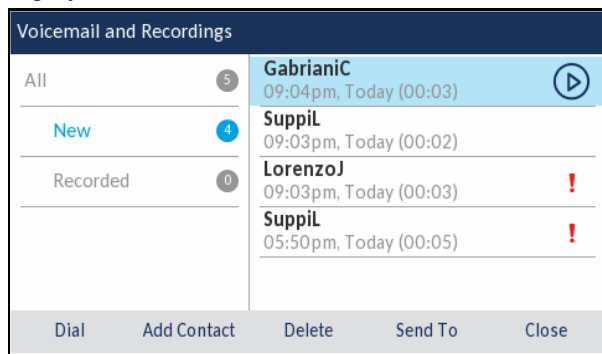 Voicemail and Recordings
All 5
New 4
Recorded 0
GabrianiC
09:04pm, Today (00:03)
SuppiL
09:03pm, Today (00:02)
LorenzoJ
09:03pm, Today (00:03)
!
SuppiL
05:50pm, Today (00:05)
!
Dial Add Contact Delete Send To Close